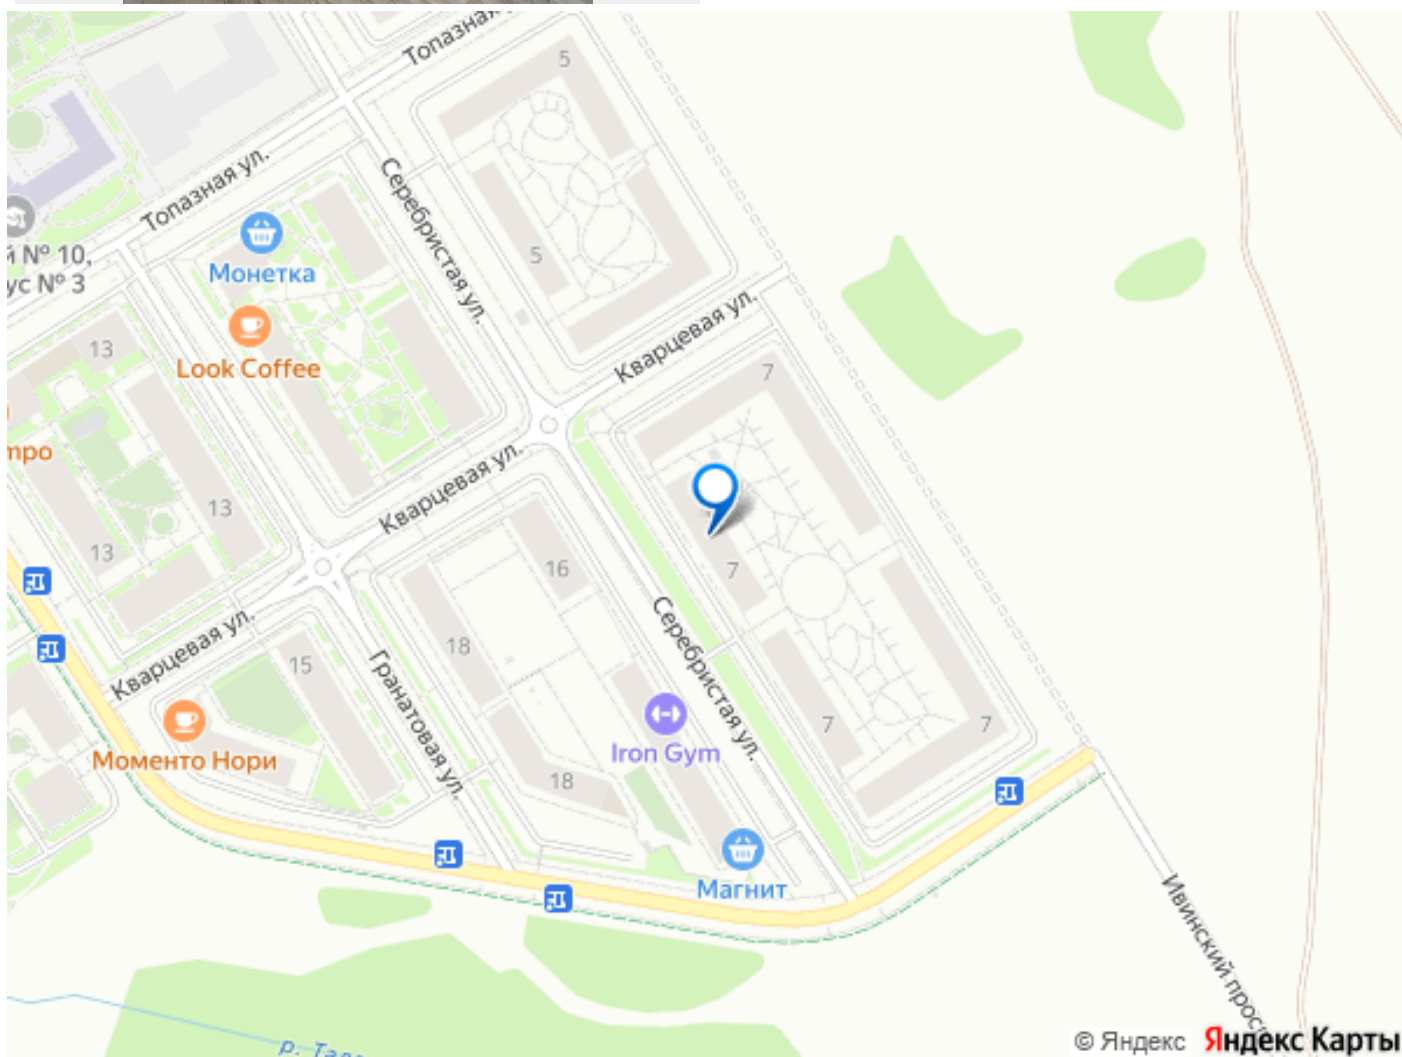 Топазная
5
Топазная ул.
Серебристая ул.
Монетка
№ 10,
№ 3
5
Look Coffee
13
Кварцевая ул.
7
13
13
Кварцевая ул.
16
7
Кварцевая ул.
15
18
Гранатовая ул.
Серебристая ул.
Моменто Нори
Iron Gym
18
7
7
Магнит
Ивинский
р.
© Яндекс Яндекс Карты